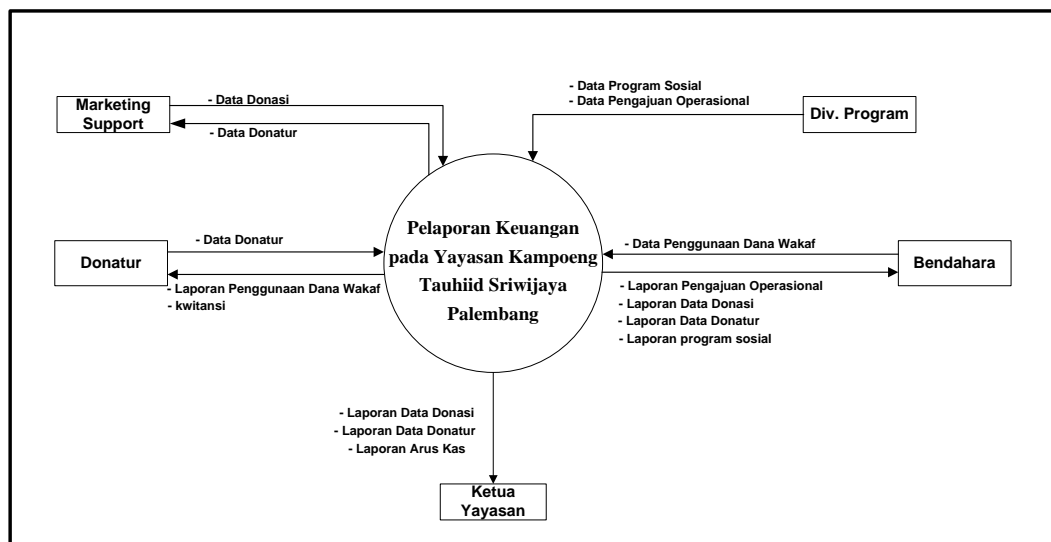 Marketing
Support
- Data Donasi
- Data Donatur
- Data Program Sosial
- Data Pengajuan Operasional
Div. Program
Donatur
- Data Donatur
- Laporan Penggunaan Dana Wakaf
- kwitansi
Pelaporan Keuangan
pada Yayasan Kampoeng
Tauhiid Sriwijaya
Palembang
- Data Penggunaan Dana Wakaf
Bendahara
- Laporan Pengajuan Operasional
- Laporan Data Donasi
- Laporan Data Donatur
- Laporan program sosial
- Laporan Data Donasi
- Laporan Data Donatur
- Laporan Arus Kas
Ketua
Yayasan